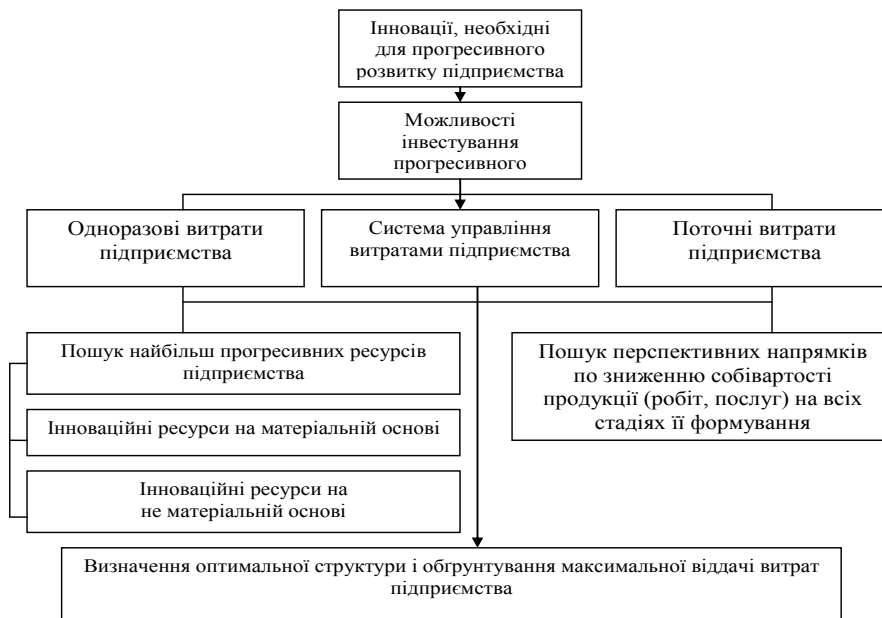 Інновації, необхідні
для прогресивного
розвитку підприємства
Можливості
інвестування
прогресивного
Одноразові витрати
підприємства
Система управління
витратами підприємства
Поточні витрати
підприємства
Пошук найбільш прогресивних ресурсів
підприємства
Інноваційні ресурси на матеріальній основі
Інноваційні ресурси на
не матеріальній основі
Пошук перспективних напрямків
по зниженню собівартості
продукції (робіт, послуг) на всіх
стадіях її формування
Визначення оптимальної структури і обґрунтування максимальної віддачі витрат
підприємства